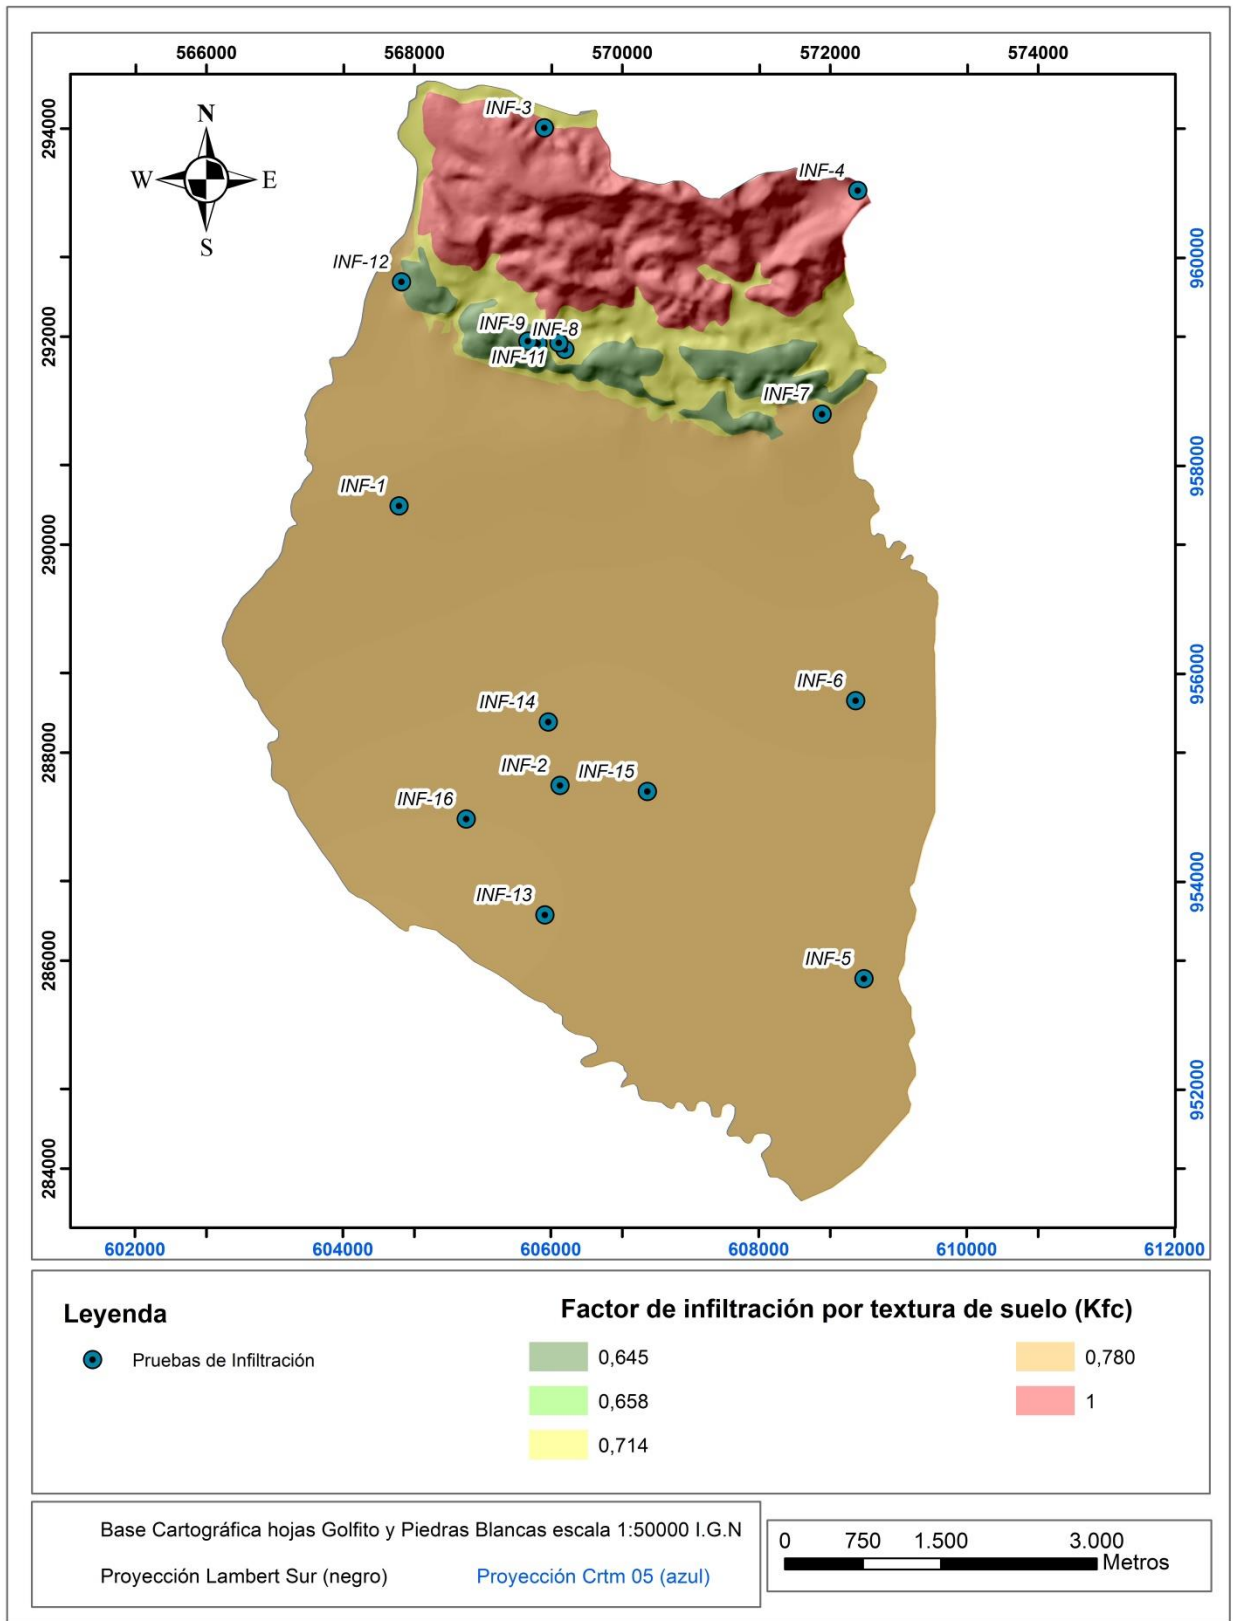 566000 568000 570000 572000 574000
N
W E
S
294000
292000
290000
288000
286000
284000
960000
958000
956000
954000
952000
INF-3
INF-4
INF-12
INF-9 INF-8
INF-11
INF-7
INF-1
INF-6
INF-14
INF-2 INF-15
INF-16
INF-13
INF-5
602000 604000 606000 608000 610000 612000
Leyenda
Pruebas de Infiltración
Factor de infiltración por textura de suelo (Kfc)
0,645
0,658
0,714
0,780
1
Base Cartográfica hojas Golfito y Piedras Blancas escala 1:50000 I.G.N
Proyección Lambert Sur (negro) Proyección Crtm 05 (azul)
0 750 1.500 3.000
Metros